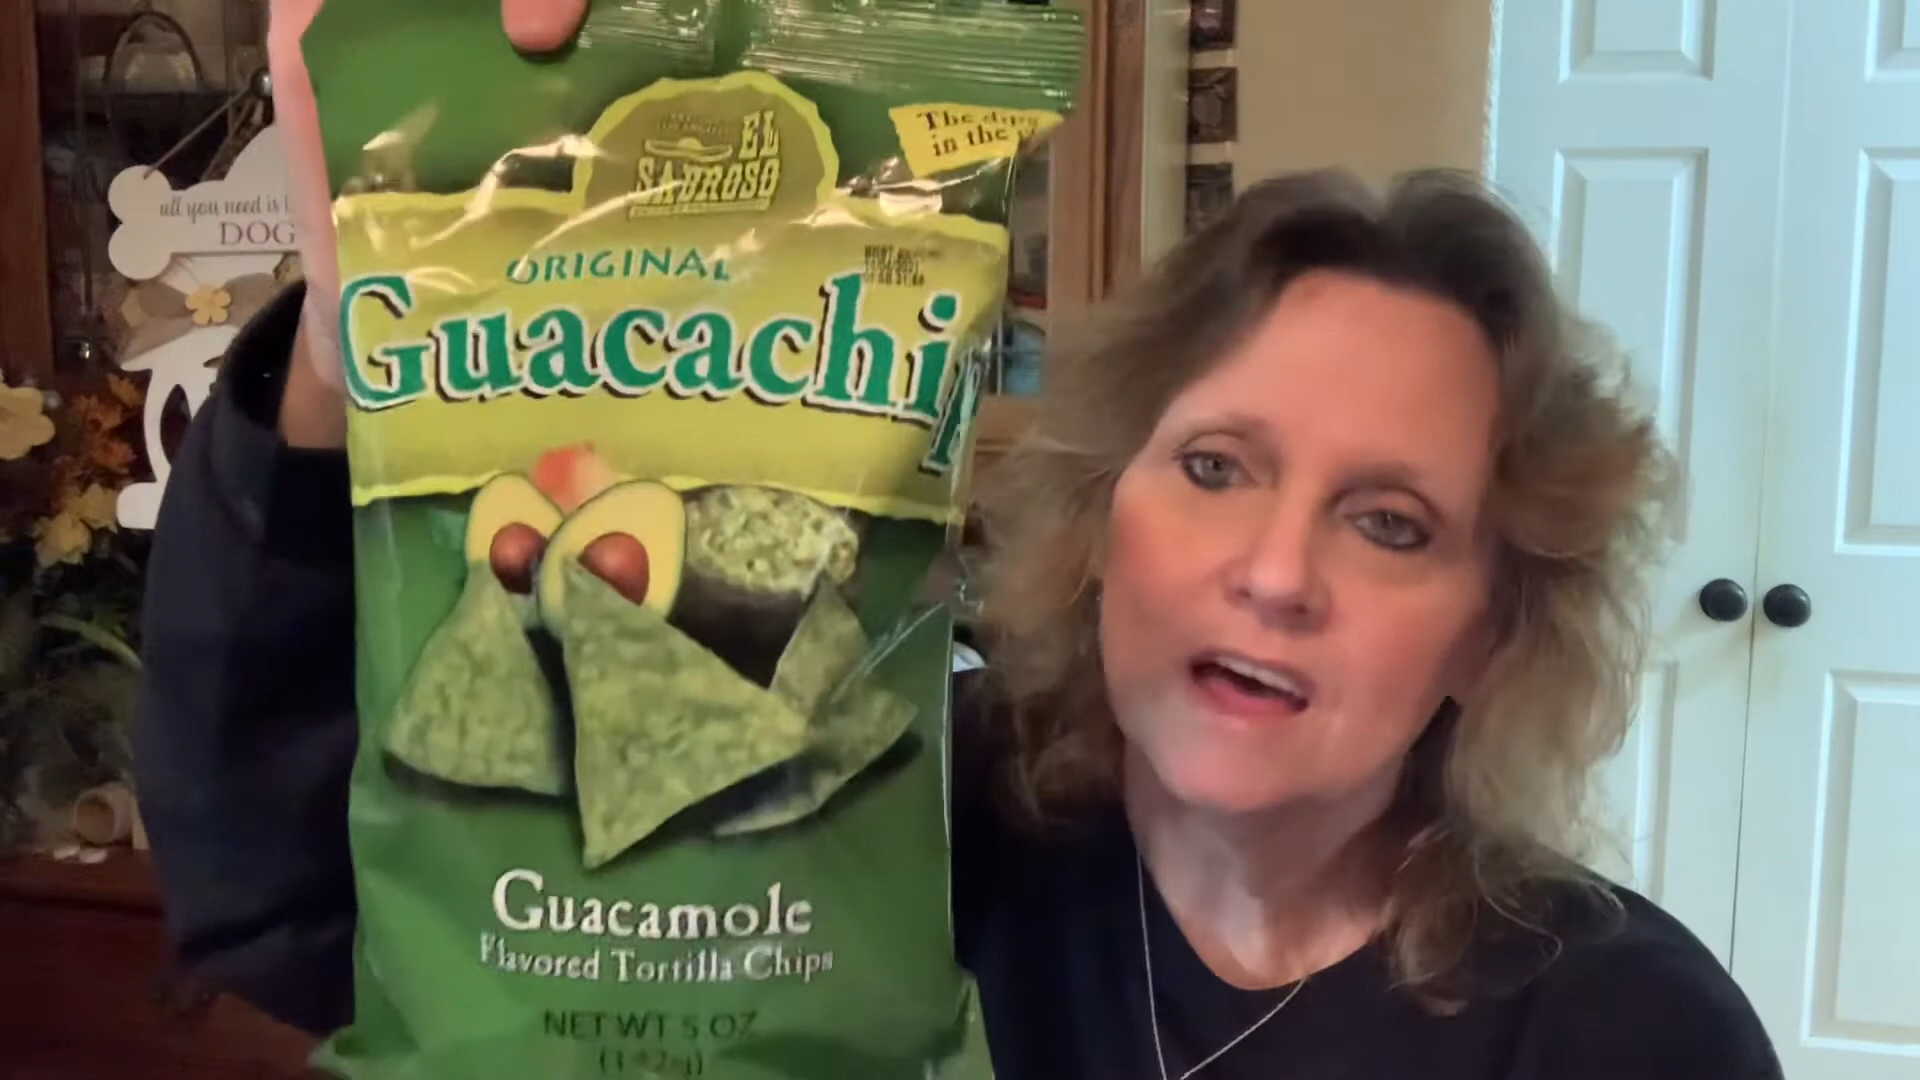 EL
SABROSO
The dips
in the
all you need is
DOG
ORIGINAL
Guacachip
Guacamole
Flavored Tortilla Chips
NET WT 5 OZ